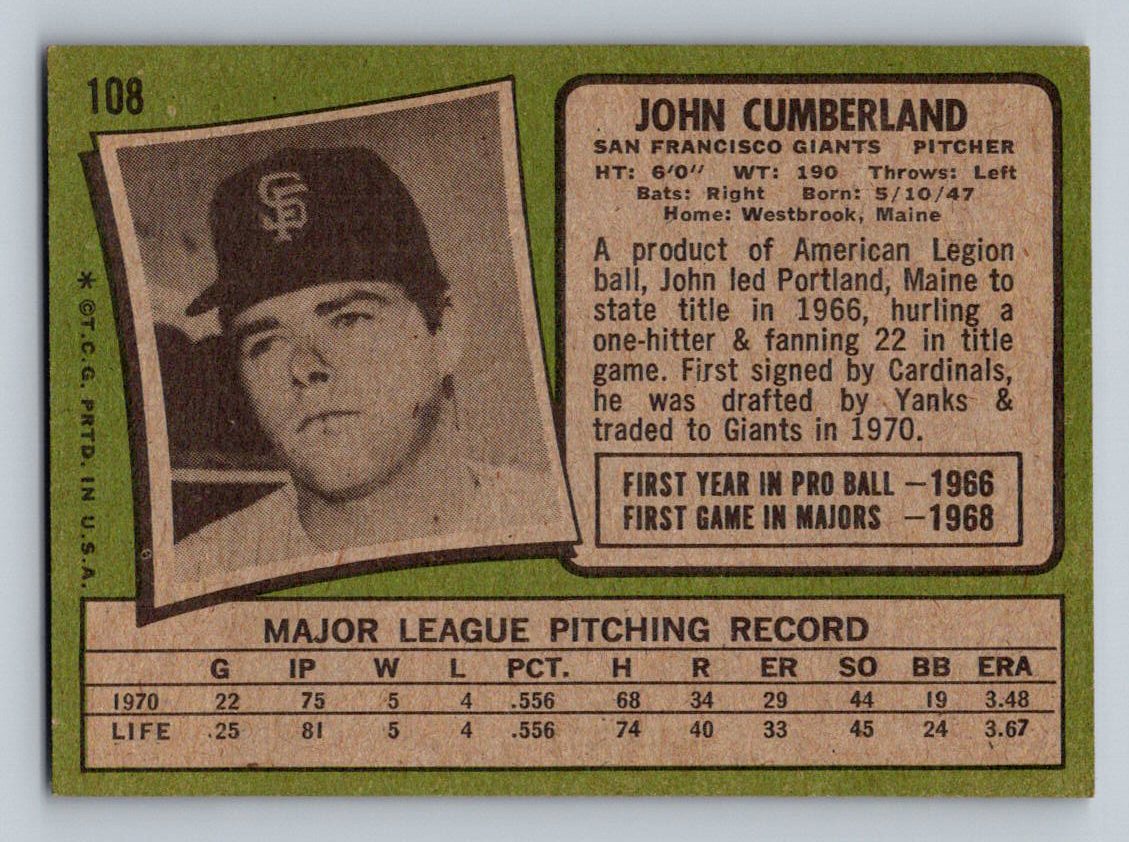 108
SF
JOHN CUMBERLAND
SAN FRANCISCO GIANTS PITCHER
HT: 6'0" WT: 190 Throws: Left
Bats: Right Born: 5/10/47
Home: Westbrook, Maine
A product of American Legion
ball, John led Portland, Maine to
state title in 1966, hurling a
one-hitter & fanning 22 in title
game. First signed by Cardinals,
he was drafted by Yanks &
traded to Giants in 1970.
FIRST YEAR IN PRO BALL —1966
FIRST GAME IN MAJORS —1968
* ©T.C.G. PRTD. IN U.S.A.
MAJOR LEAGUE PITCHING RECORD
G IP W L PCT. H R ER SO BB ERA
1970 22 75 5 4 .556 68 34 29 44 19 3.48
LIFE 25 81 5 4 .556 74 40 33 45 24 3.67